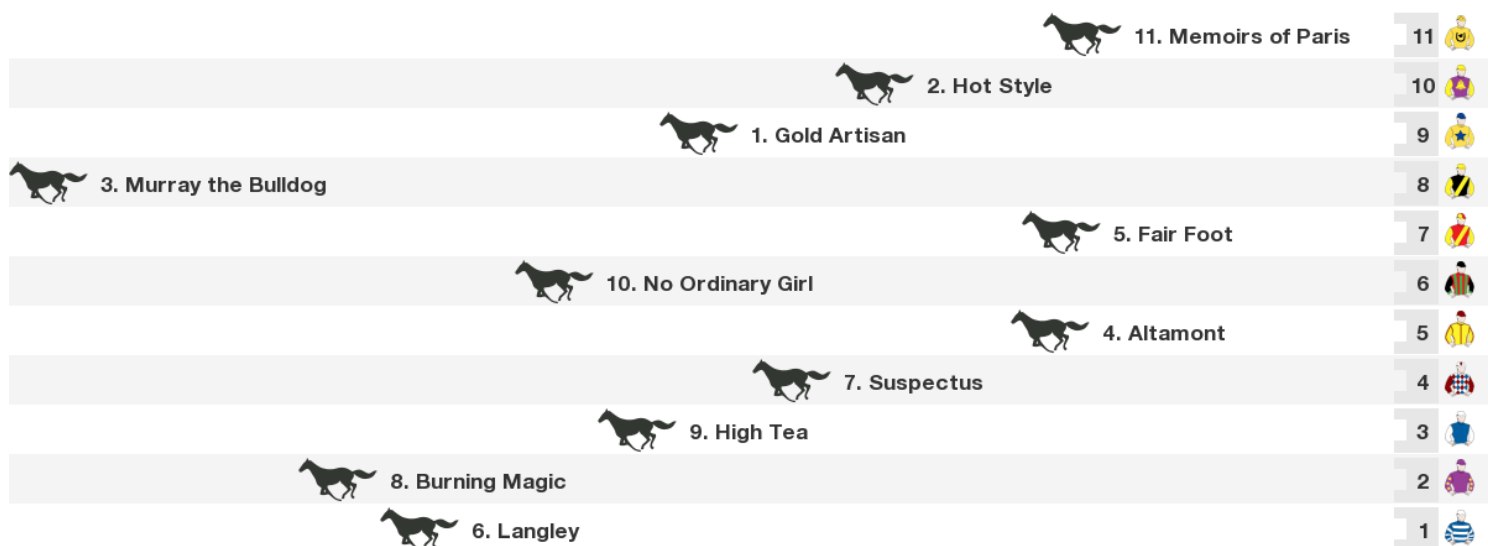 11. Memoirs of Paris 11
2. Hot Style 10
1. Gold Artisan 9
3. Murray the Bulldog 8
5. Fair Foot 7
10. No Ordinary Girl 6
4. Altamont 5
7. Suspectus 4
9. High Tea 3
8. Burning Magic 2
6. Langley 1